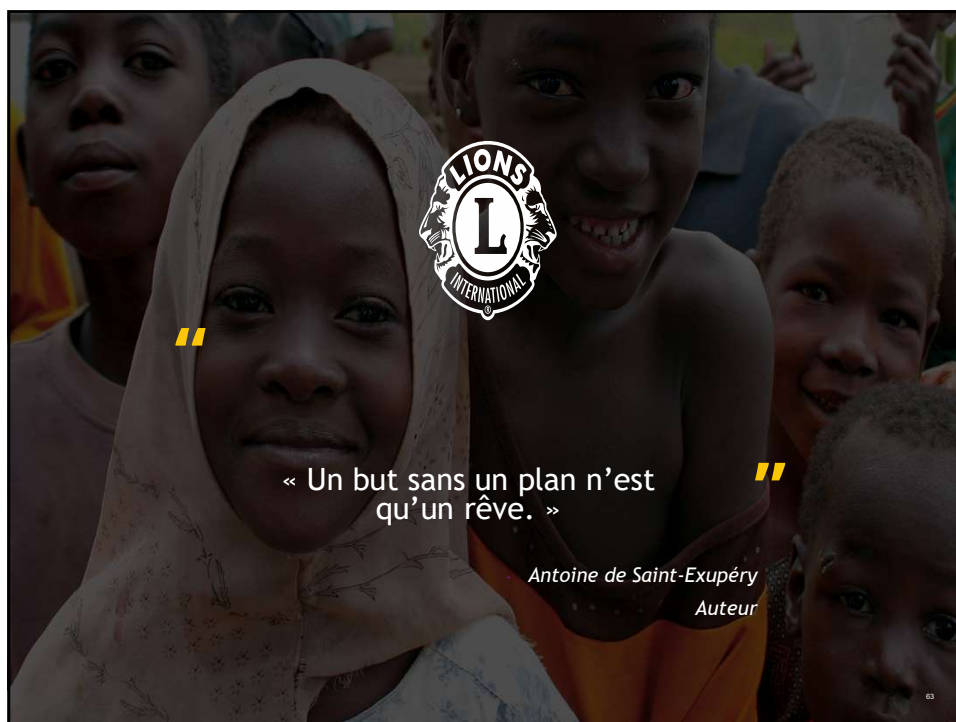 LIONS
L
INTERNATIONAL
®
"
« Un but sans un plan n’est
qu’un rêve. »
"
Antoine de Saint-Exupéry
Auteur
63